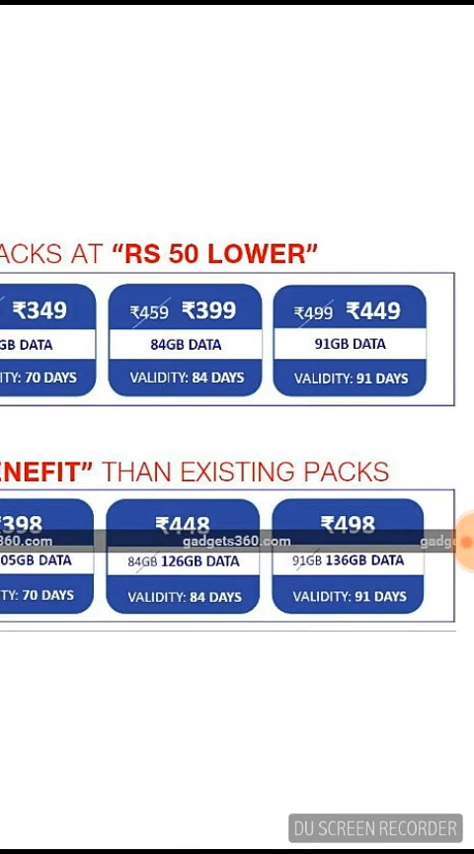 ACKS AT “RS 50 LOWER”
₹349
GB DATA
ITY: 70 DAYS
₹459 ₹399
84GB DATA
VALIDITY: 84 DAYS
₹499 ₹449
91GB DATA
VALIDITY: 91 DAYS
ENEFIT” THAN EXISTING PACKS
398
360.com
05GB DATA
TY: 70 DAYS
₹448
gadgets360.com
84GB 126GB DATA
VALIDITY: 84 DAYS
₹498
gadg
91GB 136GB DATA
VALIDITY: 91 DAYS
DU SCREEN RECORDER